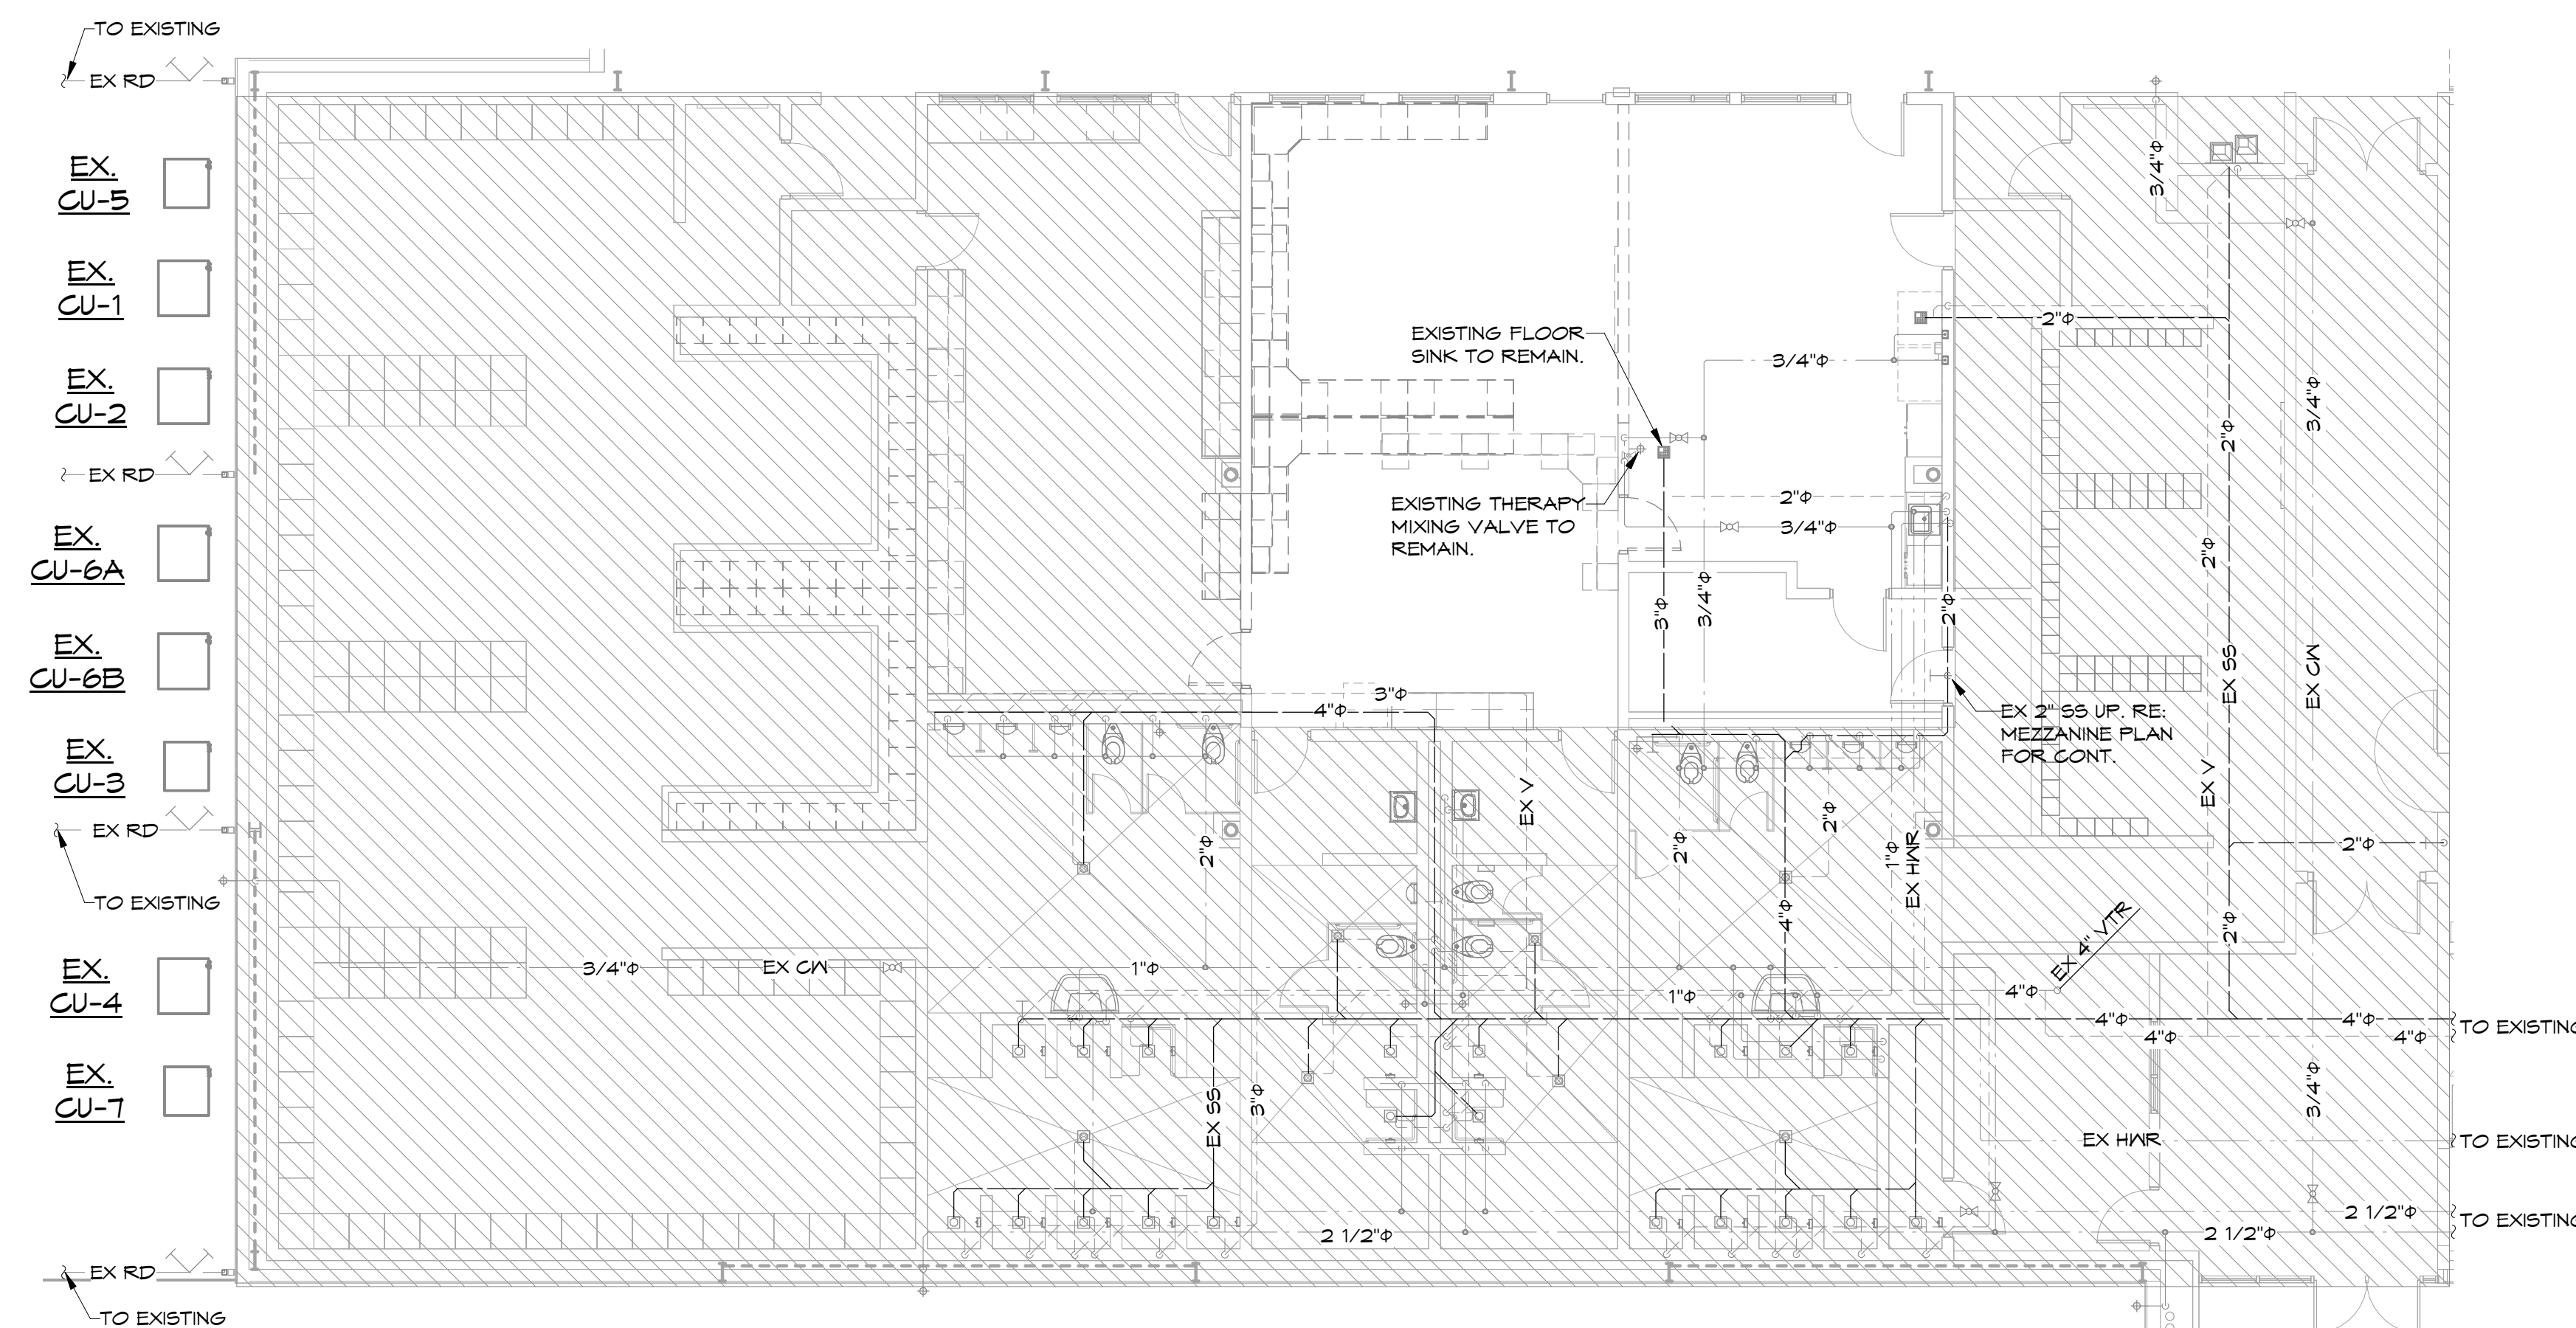 TO EXISTING
EX RD
EX.
CU-5
3/4"Φ
EX.
CU-1
2"Φ
EXISTING FLOOR
SINK TO REMAIN.
3/4"Φ
EX.
CU-2
3/4"Φ
2"Φ
EX RD
EXISTING THERAPY
MIXING VALVE TO
REMAIN.
2"Φ
3/4"Φ
EX.
CU-6A
2"Φ
3"Φ
3/4"Φ
2"Φ
EX.
CU-6B
EX SS
EX CW
3"Φ
4"Φ
EX 2" SS UP. RE:
MEZZANINE PLAN
FOR CONT.
EX.
CU-3
EX V
EX V
EX RD
2"Φ
2"Φ
2"Φ
1"Φ
EX HWR
2"Φ
TO EXISTING
4"Φ
2"Φ
EX 4" VTR
EX.
CU-4
3/4"Φ
EX CW
1"Φ
1"Φ
4"Φ
4"Φ
4"Φ
4"Φ
4"Φ
TO EXISTING
EX.
CU-7
EX SS
3"Φ
3/4"Φ
EX HWR
TO EXISTING
2 1/2"Φ
2 1/2"Φ
2 1/2"Φ
TO EXISTING
EX RD
TO EXISTING